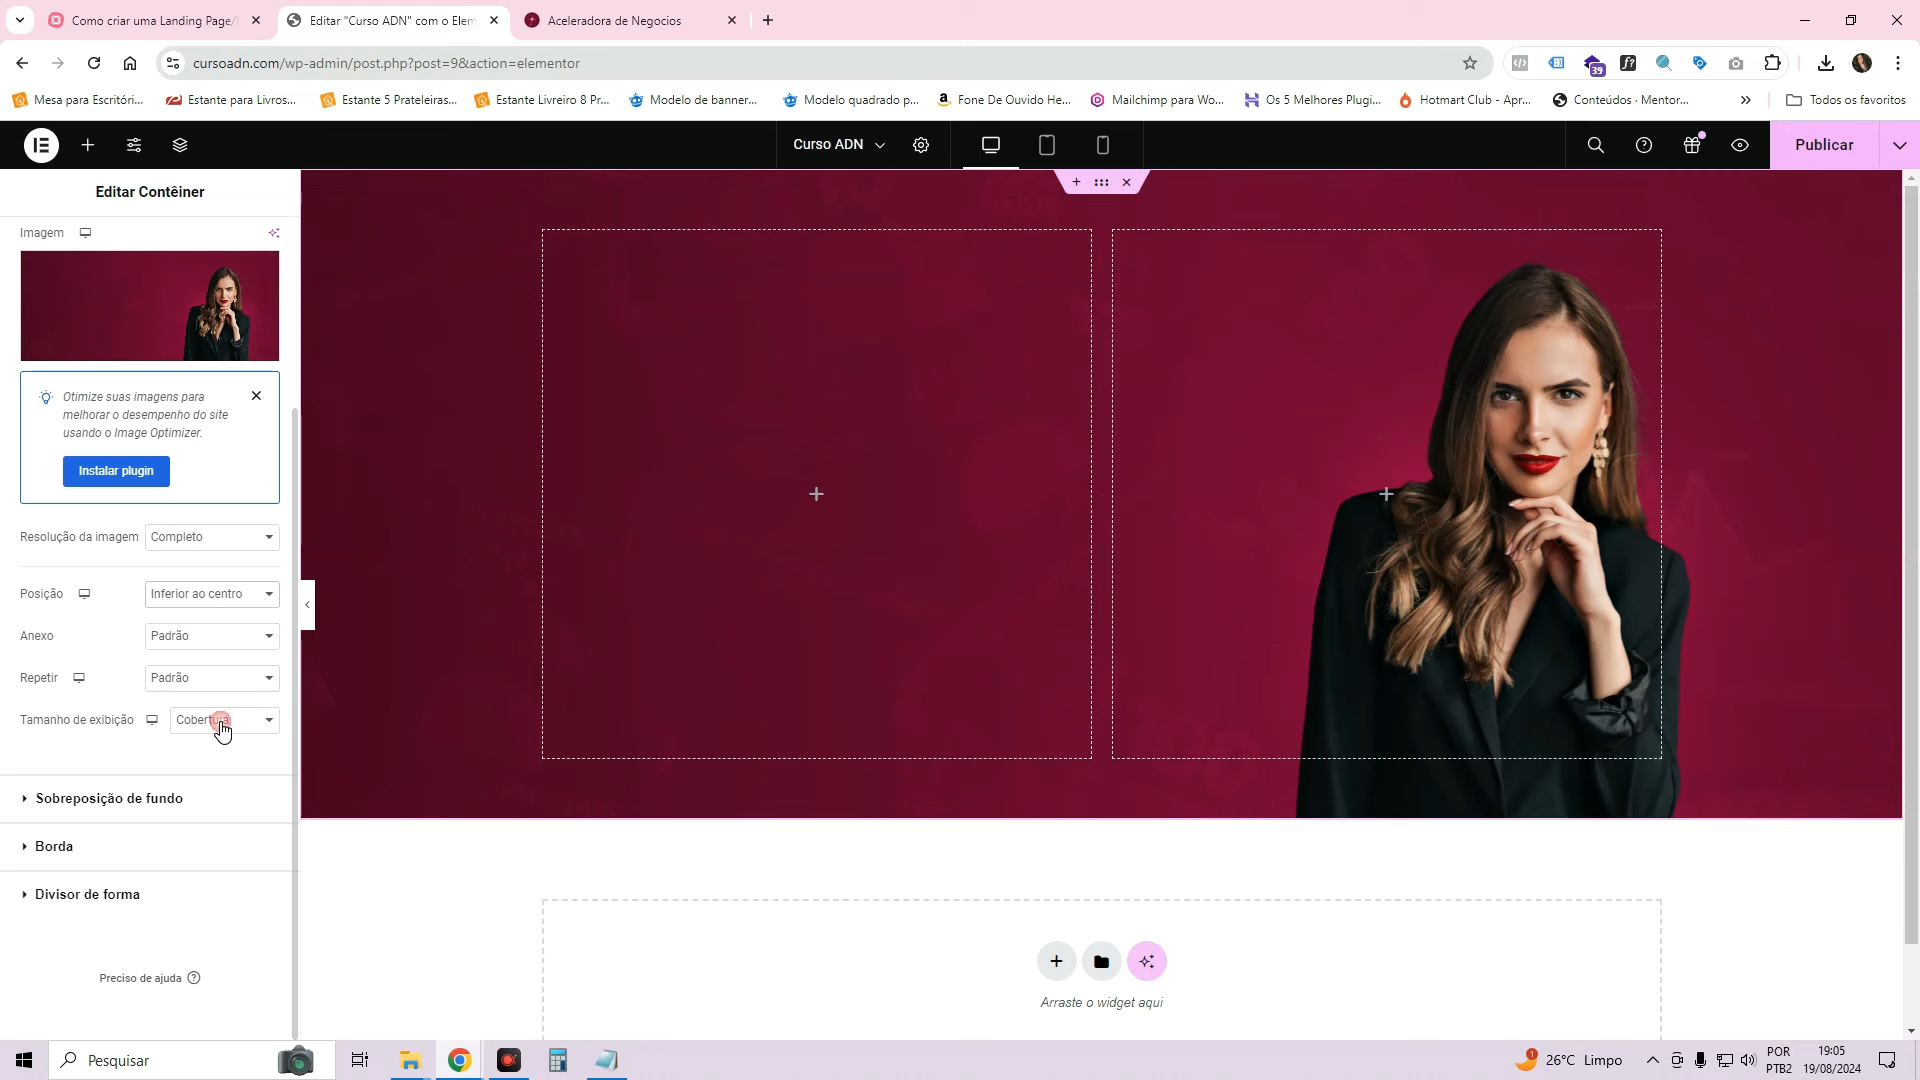 Como criar uma Landing Page/
Editar "Curso ADN" com o Elem
Aceleradora de Negocios
cursoadn.com/wp-admin/post.php?post=9&action=elementor
39
Mesa para Escritóri...
Estante para Livros...
Estante 5 Prateleiras...
Estante Livreiro 8 Pr...
Modelo de banner...
Modelo quadrado p...
Fone De Ouvido He...
Mailchimp para Wo...
Os 5 Melhores Plugi...
Hotmart Club - Apr...
Conteúdos · Mentor...
Todos os favoritos
Curso ADN
Publicar
Editar Contêiner
Imagem
Otimize suas imagens para
melhorar o desempenho do site
usando o Image Optimizer.
Instalar plugin
Resolução da imagem
Completo
Posição
Inferior ao centro
Anexo
Padrão
Repetir
Padrão
Tamanho de exibição
Cobertura
Sobreposição de fundo
Borda
Divisor de forma
Preciso de ajuda
Arraste o widget aqui
Pesquisar
1
26°C Limpo
POR
PTB2
19:05
19/08/2024